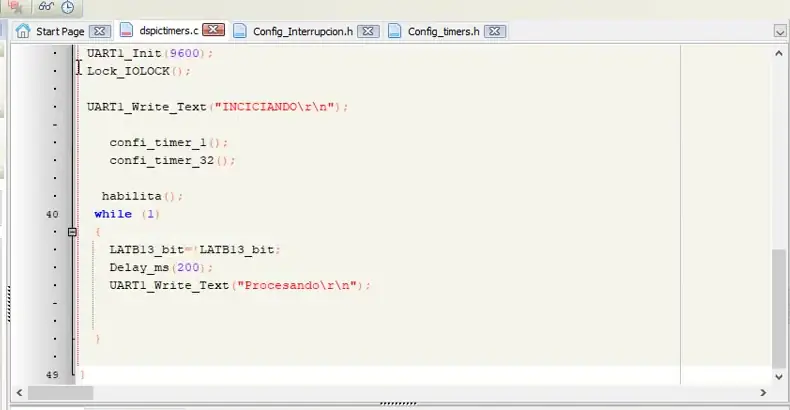 Start Page dspictimers.c Config_Interrupcion.h Config_timers.h
UART1_Init(9600);
Lock_IOLOCK();
UART1_Write_Text("INCICIANDO\r\n");
confi_timer_1();
confi_timer_32();
habilita();
40 while (1)
{
LATB13_bit=!LATB13_bit;
Delay_ms(200);
UART1_Write_Text("Procesando\r\n");
}
49 }